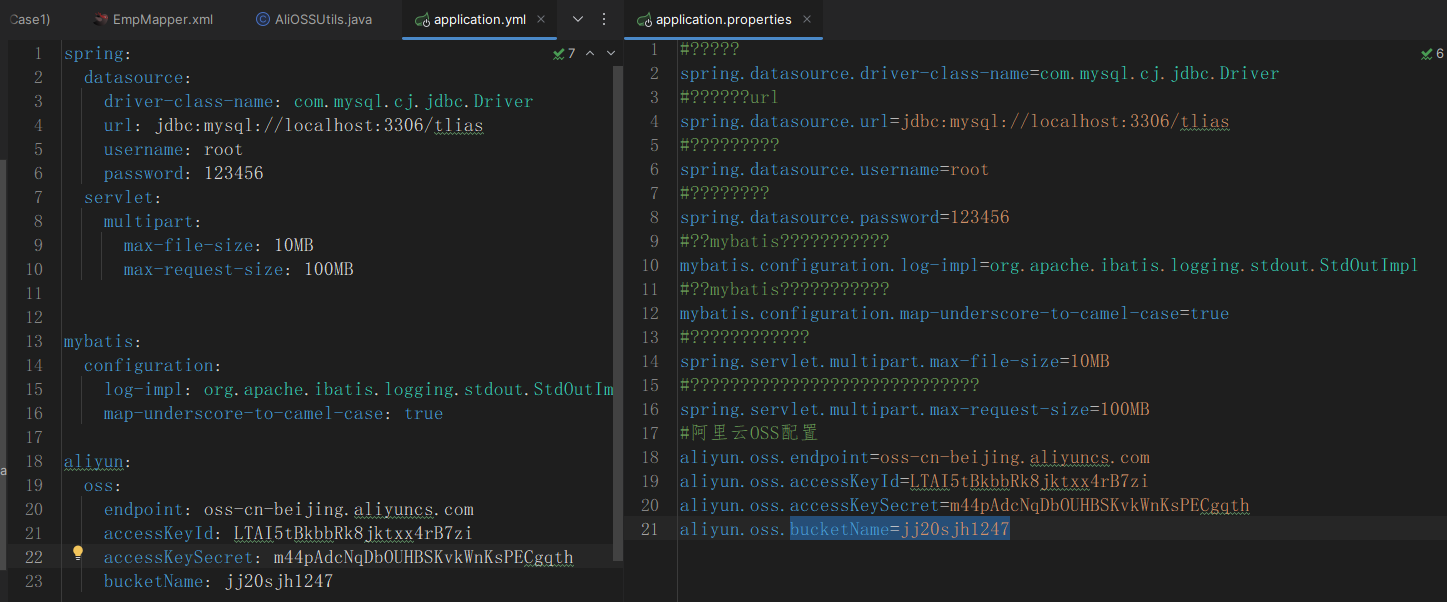 Case1)
EmpMapper.xml
AliOSSUtils.java
application.yml
application.properties
1 spring:
2 datasource:
3 driver-class-name: com.mysql.cj.jdbc.Driver
4 url: jdbc:mysql://localhost:3306/tlias
5 username: root
6 password: 123456
7 servlet:
8 multipart:
9 max-file-size: 10MB
10 max-request-size: 100MB
11
12
13 mybatis:
14 configuration:
15 log-impl: org.apache.ibatis.logging.stdout.StdOutIm
16 map-underscore-to-camel-case: true
17
18 aliyun:
19 oss:
20 endpoint: oss-cn-beijing.aliyuncs.com
21 accessKeyId: LTAI5tBkbbRk8jktxx4rB7zi
22 accessKeySecret: m44pAdcNqDbOUHBSKvkWnKsPECgqth
23 bucketName: jj20sjh1247
7
a
1 #?????
2 spring.datasource.driver-class-name=com.mysql.cj.jdbc.Driver
3 #??????url
4 spring.datasource.url=jdbc:mysql://localhost:3306/tlias
5 #?????????
6 spring.datasource.username=root
7 #????????
8 spring.datasource.password=123456
9 #??mybatis???????????
10 mybatis.configuration.log-impl=org.apache.ibatis.logging.stdout.StdOutImpl
11 #??mybatis???????????
12 mybatis.configuration.map-underscore-to-camel-case=true
13 #????????????
14 spring.servlet.multipart.max-file-size=10MB
15 #?????????????????????????????
16 spring.servlet.multipart.max-request-size=100MB
17 #阿里云OSS配置
18 aliyun.oss.endpoint=oss-cn-beijing.aliyuncs.com
19 aliyun.oss.accessKeyId=LTAI5tBkbbRk8jktxx4rB7zi
20 aliyun.oss.accessKeySecret=m44pAdcNqDbOUHBSKvkWnKsPECgqth
21 aliyun.oss.bucketName=jj20sjh1247
6